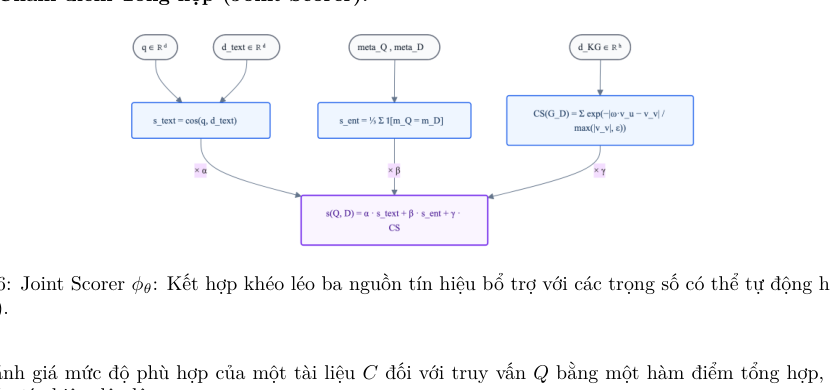 q ∈ ℝᵈ
d_text ∈ ℝᵈ
meta_Q , meta_D
d_KG ∈ ℝʰ
s_text = cos(q, d_text)
s_ent = ⅓ Σ 1[m_Q = m_D]
CS(G_D) = Σ exp(−|ω·v_u − v_v| /
max(|v_v|, ε))
× α
× β
× γ
s(Q, D) = α · s_text + β · s_ent + γ ·
CS
6: Joint Scorer ϕθ: Kết hợp khéo léo ba nguồn tín hiệu bổ trợ với các trọng số có thể tự động h
).
ánh giá mức độ phù hợp của một tài liệu C đối với truy vấn Q bằng một hàm điểm tổng hợp,